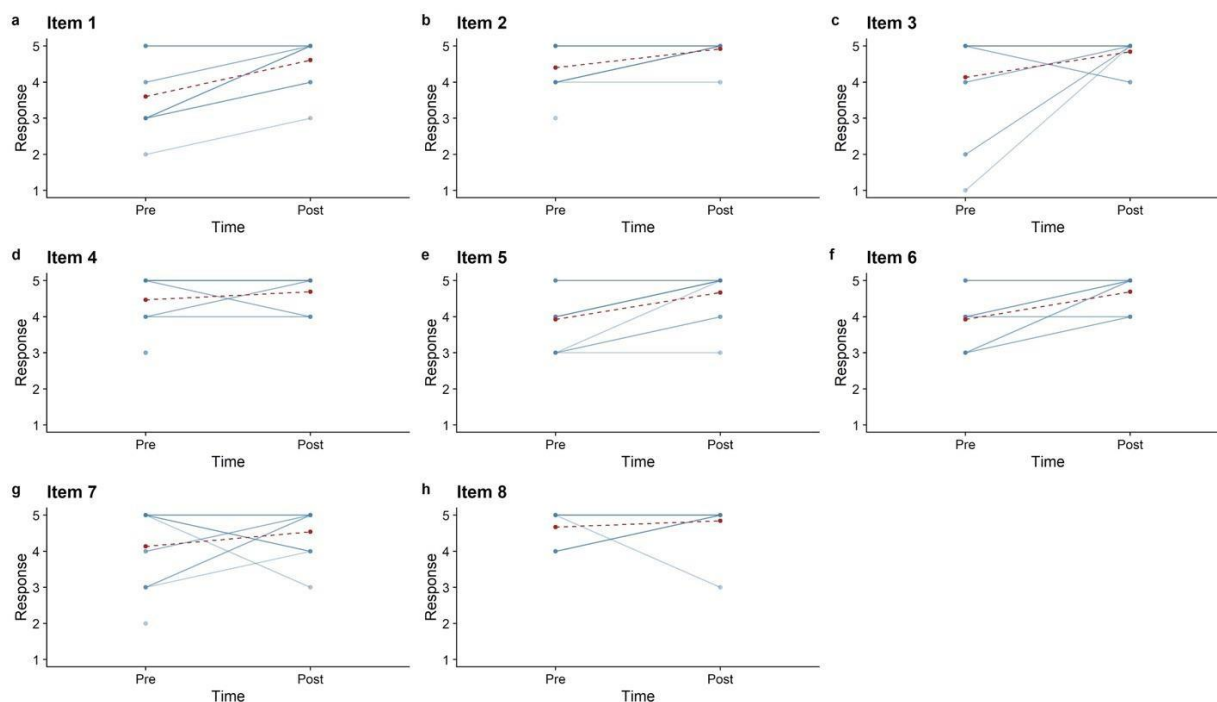 a Item 1
5
4
3
2
1
Response
Pre Post
Time
b Item 2
5
4
3
2
1
Response
Pre Post
Time
c Item 3
5
4
3
2
1
Response
Pre Post
Time
d Item 4
5
4
3
2
1
Response
Pre Post
Time
e Item 5
5
4
3
2
1
Response
Pre Post
Time
f Item 6
5
4
3
2
1
Response
Pre Post
Time
g Item 7
5
4
3
2
1
Response
Pre Post
Time
h Item 8
5
4
3
2
1
Response
Pre Post
Time